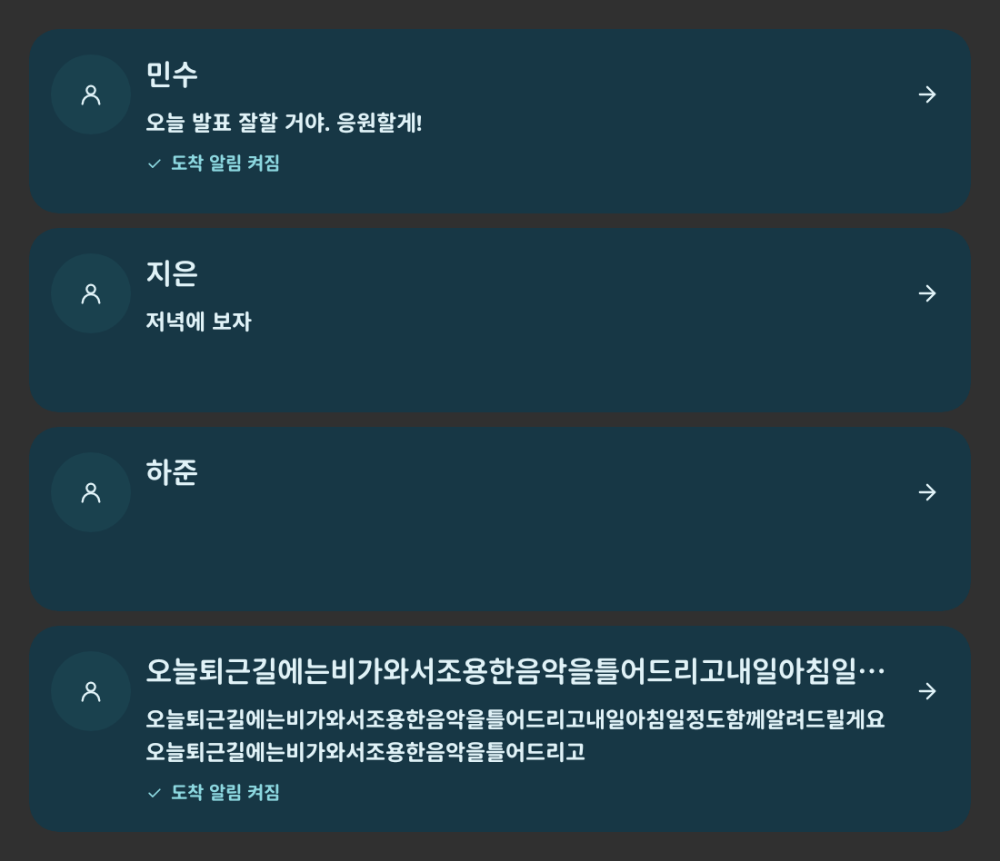 민수
오늘 발표 잘할 거야. 응원할게!
도착 알림 켜짐
지은
저녁에 보자
하준
오늘퇴근길에는비가와서조용한음악을틀어드리고내일아침일…
오늘퇴근길에는비가와서조용한음악을틀어드리고내일아침일정도함께알려드릴게요
오늘퇴근길에는비가와서조용한음악을틀어드리고
도착 알림 켜짐